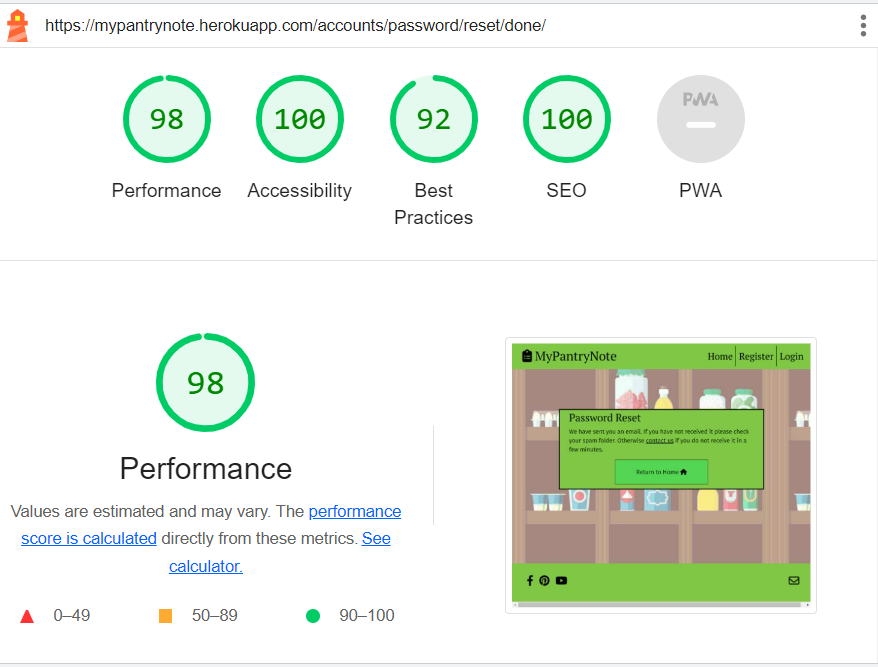 https://mypantrynote.herokuapp.com/accounts/password/reset/done/
98
100
92
100
PWA
Performance
Accessibility
Best
Practices
SEO
PWA
98
Performance
Values are estimated and may vary. The performance
score is calculated directly from these metrics. See
calculator.
0–49
50–89
90–100
MyPantryNote
Home
Register
Login
Password Reset
We have sent you an email. If you have not received it please check
your spam folder. Otherwise contact us if you do not receive it in a
few minutes.
Return to Home